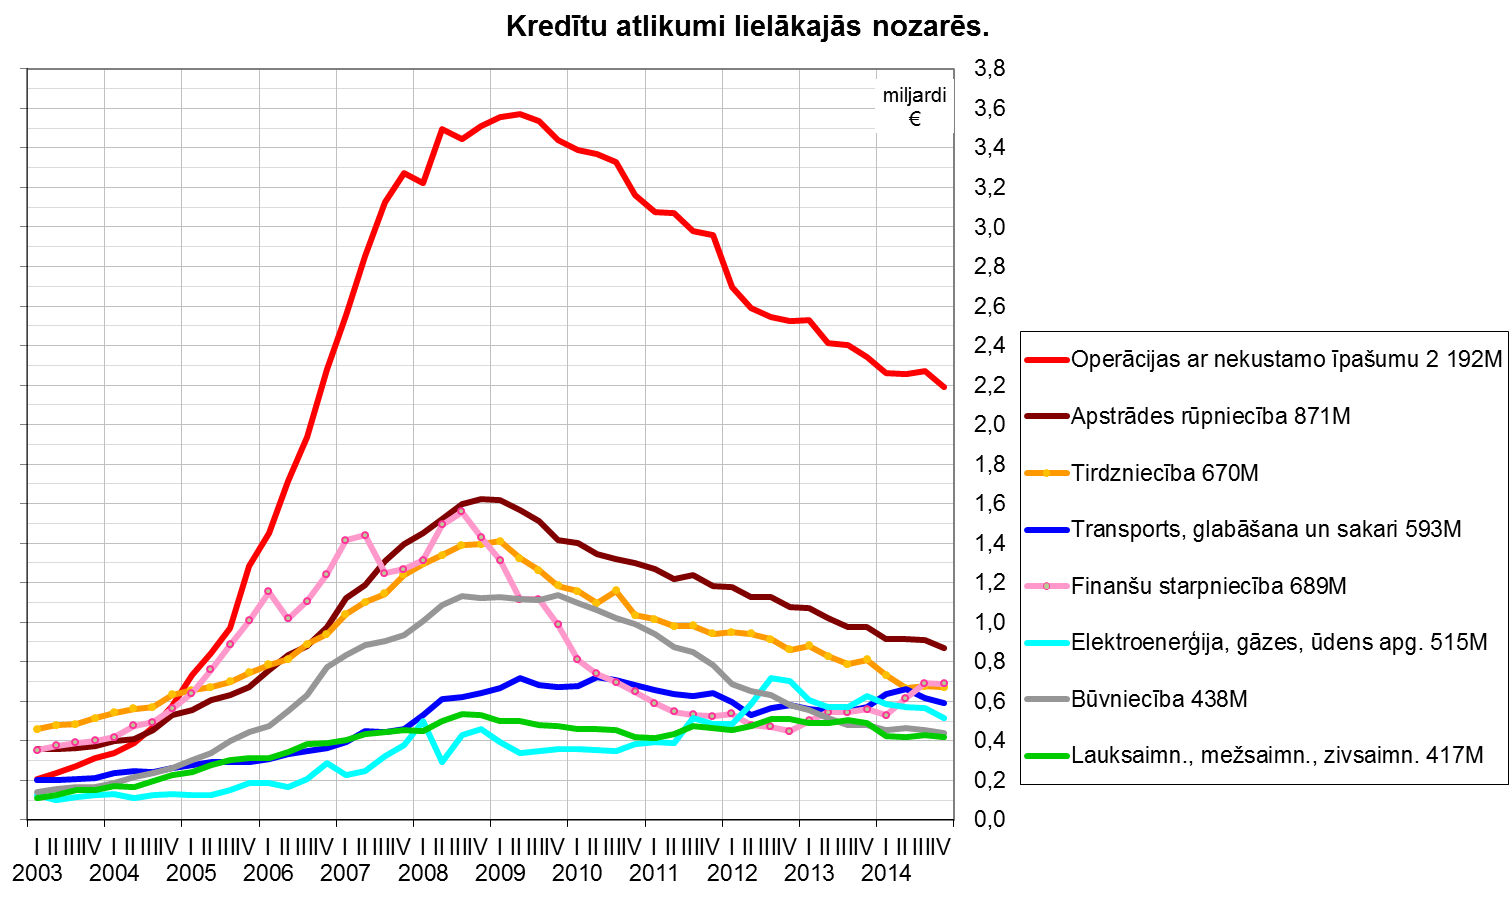 Kredītu atlikumi lielākajās nozarēs.
miljardi
€
3,8
3,6
3,4
3,2
3,0
2,8
2,6
2,4
2,2
2,0
1,8
1,6
1,4
1,2
1,0
0,8
0,6
0,4
0,2
0,0
Operācijas ar nekustamo īpašumu 2 192M
Apstrādes rūpniecība 871M
Tirdzniecība 670M
Transports, glabāšana un sakari 593M
Finanšu starpniecība 689M
Elektroenerģija, gāzes, ūdens apg. 515M
Būvniecība 438M
Lauksaimn., mežsaimn., zivsaimn. 417M
I II III IV I II III IV I II III IV I II III IV I II III IV I II III IV I II III IV I II III IV I II III IV I II III IV I II III IV I II III IV
2003 2004 2005 2006 2007 2008 2009 2010 2011 2012 2013 2014